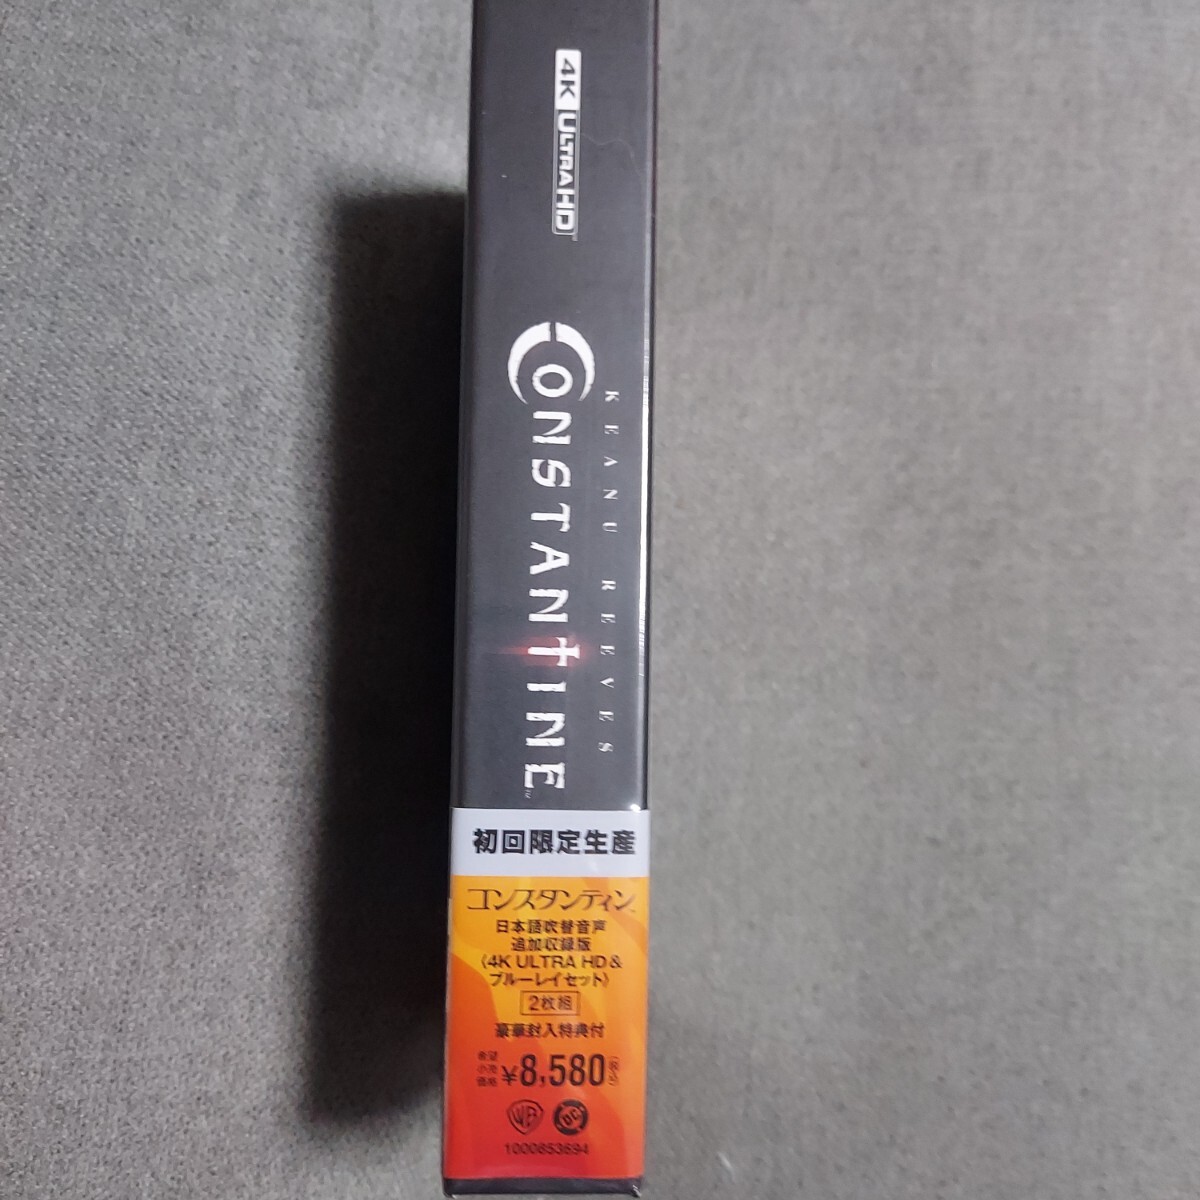 4K ULTRA HD
KEANU REEVES
CONSTANTINE
初回限定生産
コンスタンティン
日本語吹替音声
追加収録版
〈4K ULTRA HD&
ブルーレイセット〉
2枚組
豪華封入特典付
希望
小売
価格
¥8,580
1000853694